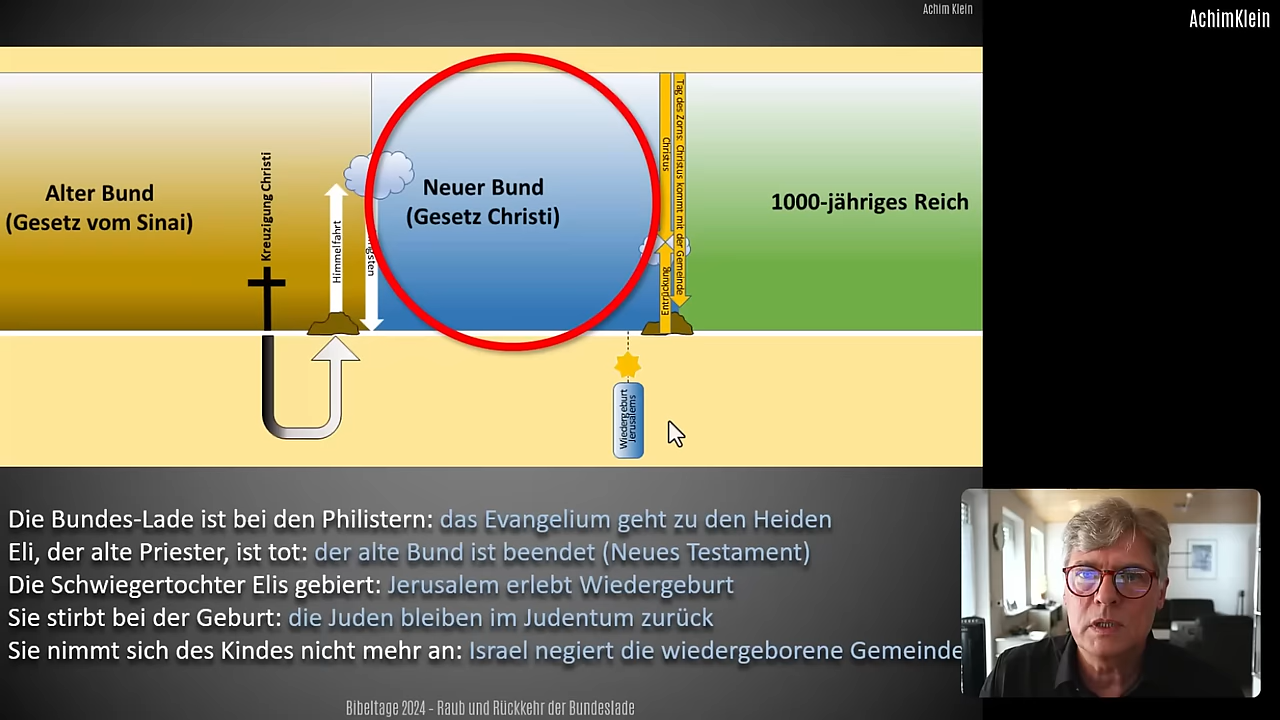 Achim Klein
AchimKlein
Alter Bund
(Gesetz vom Sinai)
Kreuzigung Christi
Himmelfahrt
ngsten
Neuer Bund
(Gesetz Christi)
Christus
Entrückung
Tag des Zorns: Christus kommt mit der Gemeinde
1000-jähriges Reich
Wiedergeburt
Jerusalems
Die Bundes-Lade ist bei den Philistern: das Evangelium geht zu den Heiden
Eli, der alte Priester, ist tot: der alte Bund ist beendet (Neues Testament)
Die Schwiegertochter Elis gebiert: Jerusalem erlebt Wiedergeburt
Sie stirbt bei der Geburt: die Juden bleiben im Judentum zurück
Sie nimmt sich des Kindes nicht mehr an: Israel negiert die wiedergeborene Gemeinde
Bibeltage 2024 - Raub und Rückkehr der Bundeslade